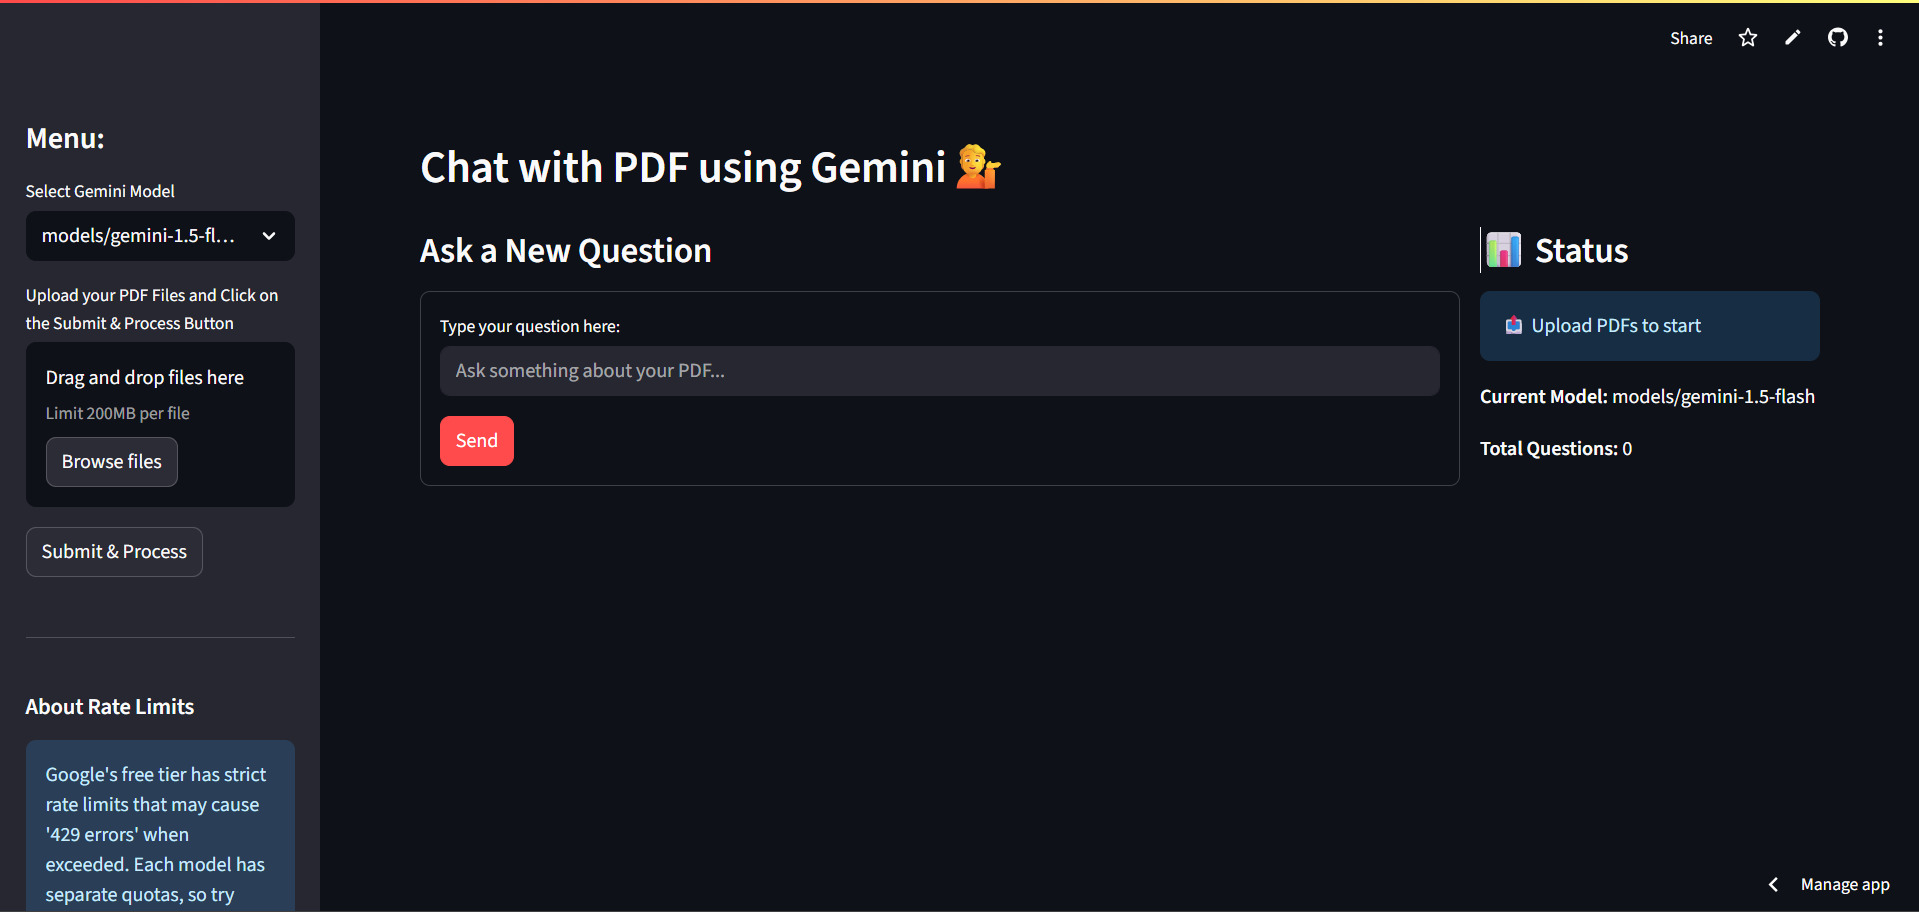 Share
Menu:
Select Gemini Model
models/gemini-1.5-fl...
Upload your PDF Files and Click on
the Submit & Process Button
Drag and drop files here
Limit 200MB per file
Browse files
Submit & Process
About Rate Limits
Google's free tier has strict
rate limits that may cause
'429 errors' when
exceeded. Each model has
separate quotas, so try
Chat with PDF using Gemini 💁
Ask a New Question
Type your question here:
Ask something about your PDF...
Send
📊 Status
📤 Upload PDFs to start
Current Model: models/gemini-1.5-flash
Total Questions: 0
Manage app